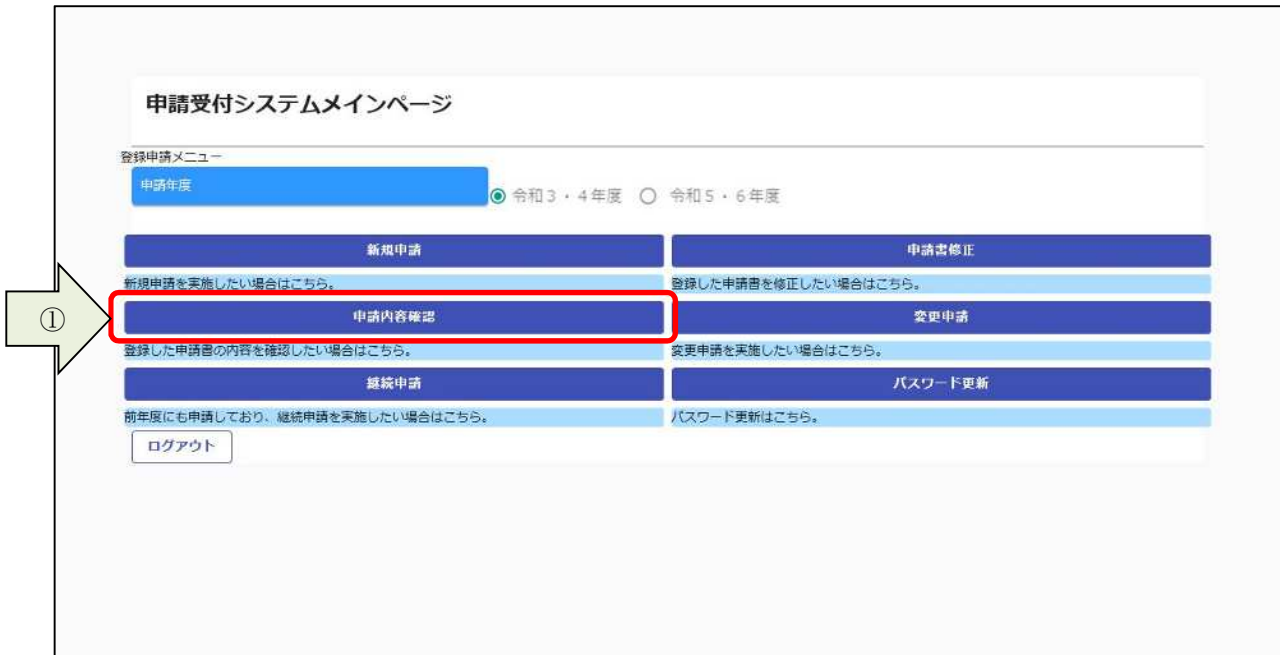 申請受付システムメインページ
登録申請メニュー
申請年度
令和3・4年度 令和5・6年度
新規申請 申請書修正
新規申請を実施したい場合はこちら。 登録した申請書を修正したい場合はこちら。
①
申請内容確認 変更申請
登録した申請書の内容を確認したい場合はこちら。 変更申請を実施したい場合はこちら。
継続申請 パスワード更新
前年度にも申請しており、継続申請を実施したい場合はこちら。 パスワード更新はこちら。
ログアウト